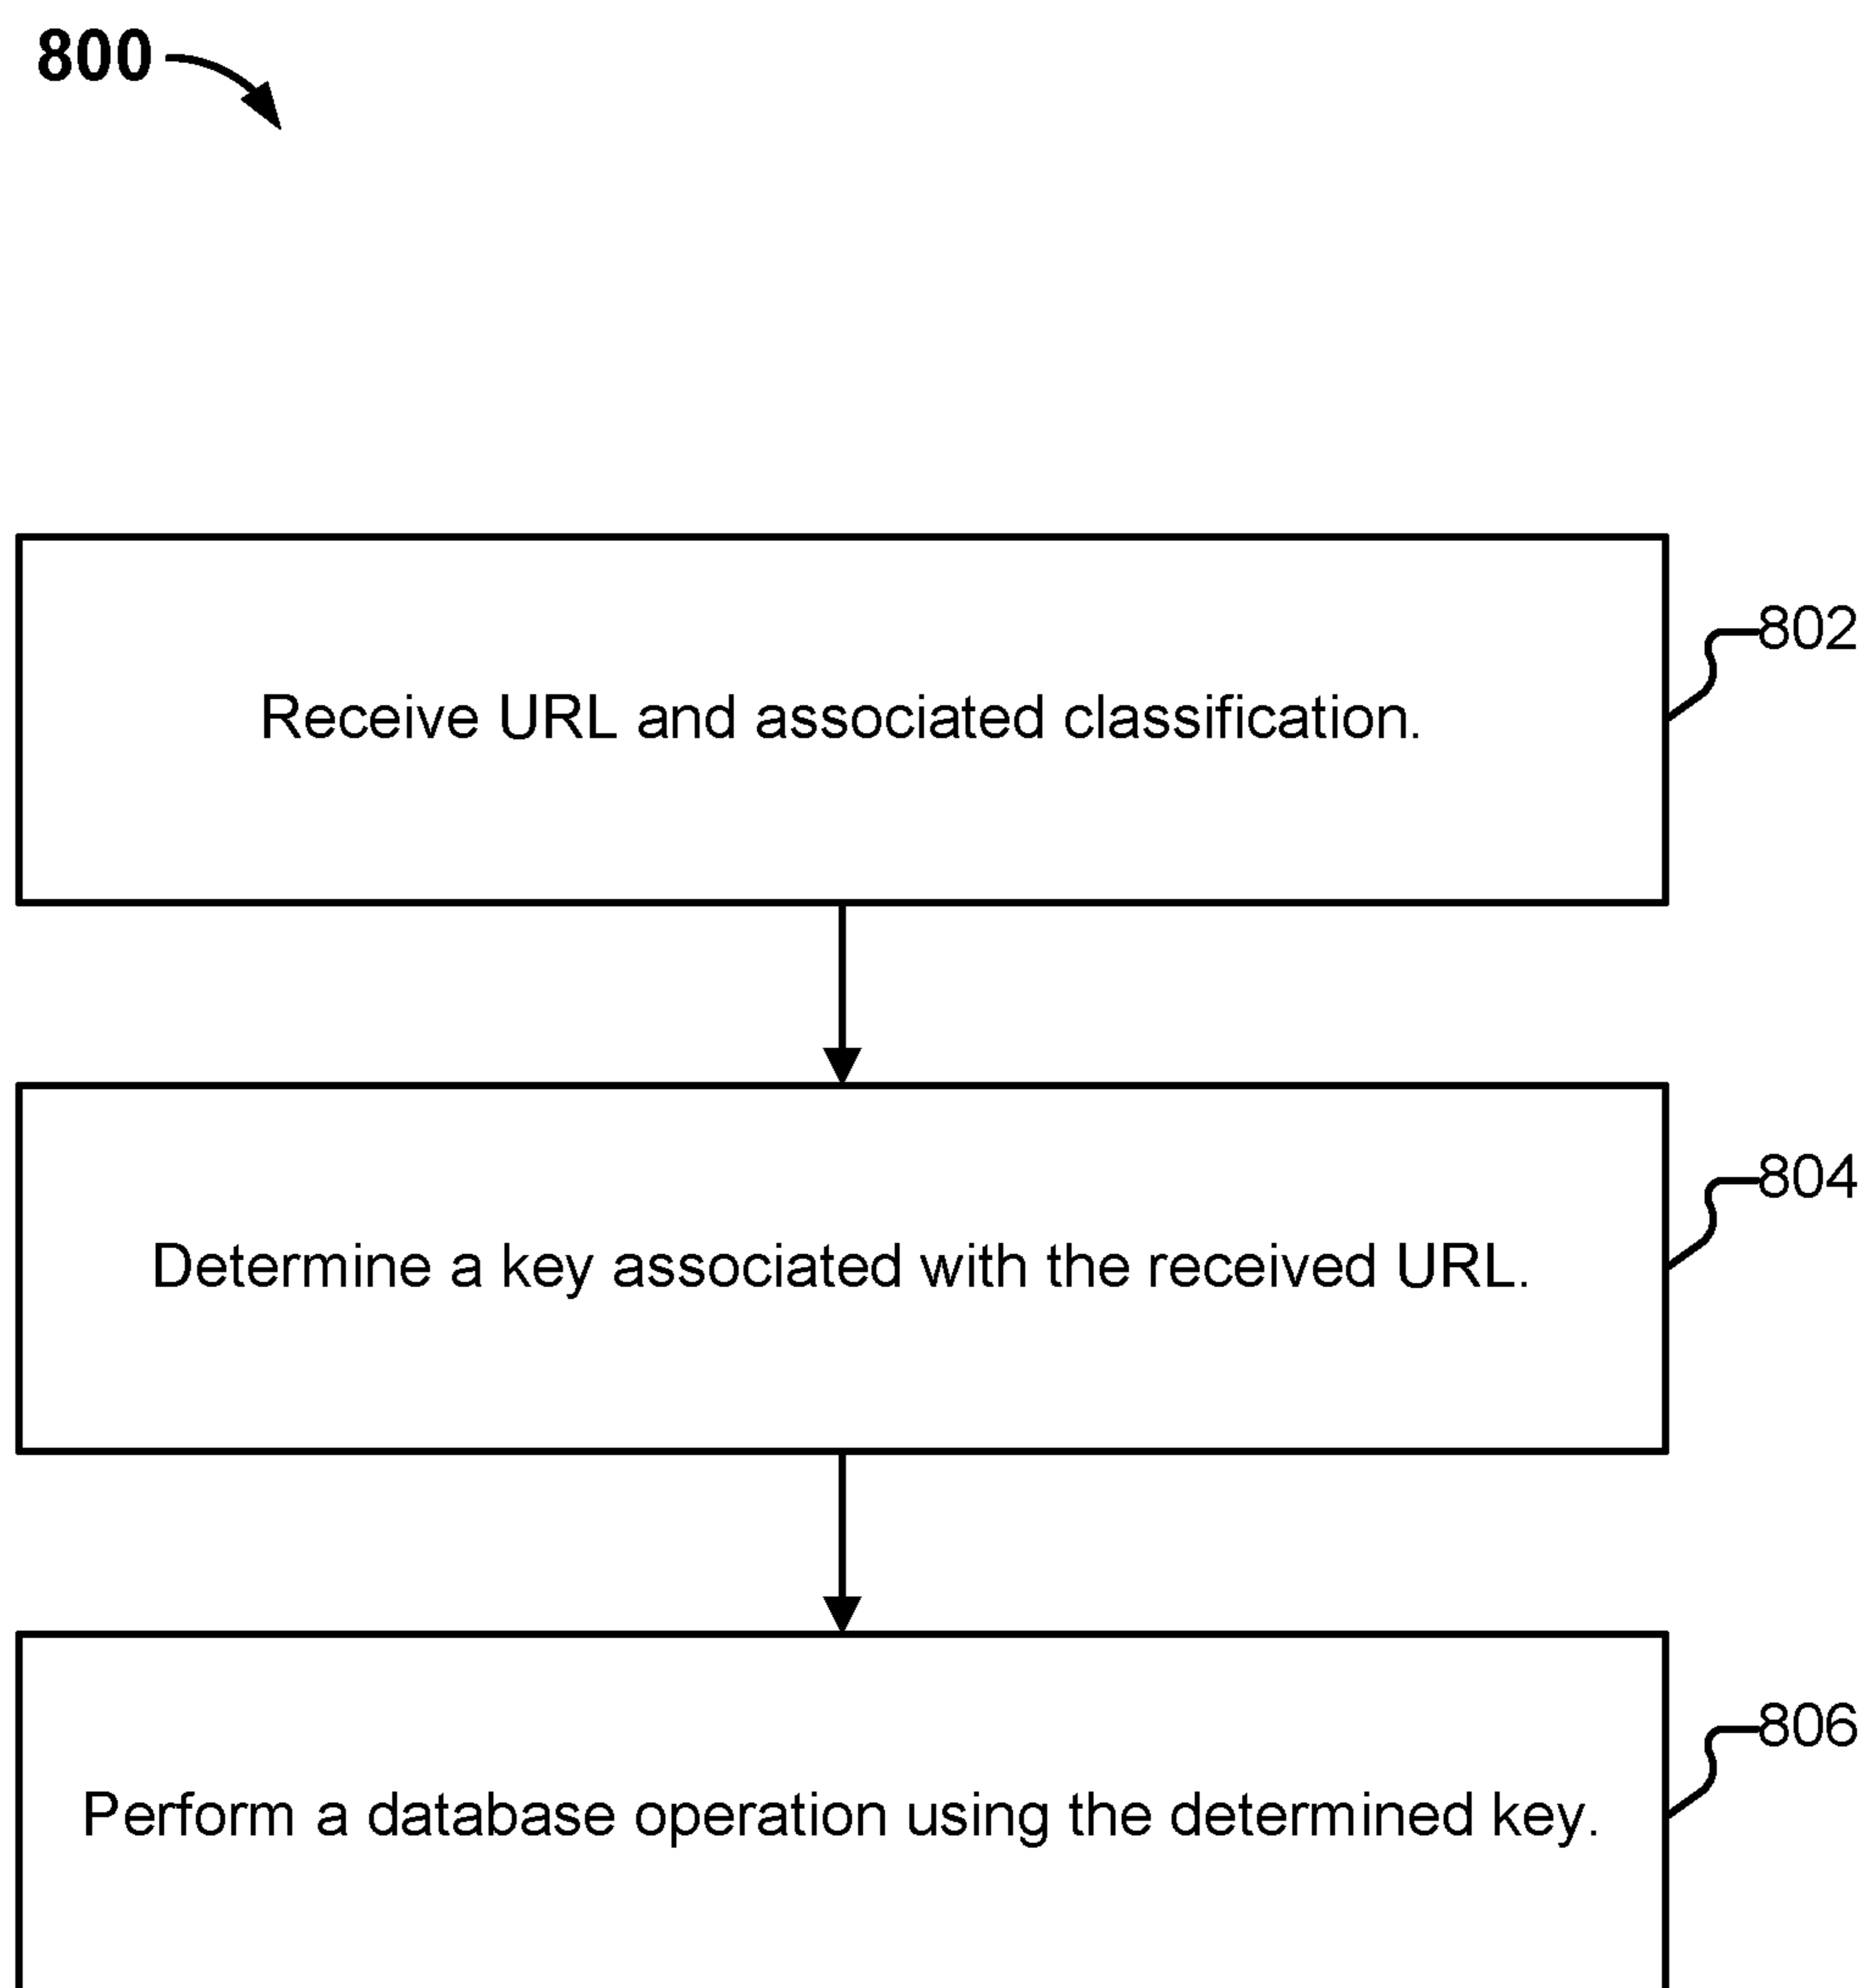 800
802
Receive URL and associated classification.
804
Determine a key associated with the received URL.
806
Perform a database operation using the determined key.